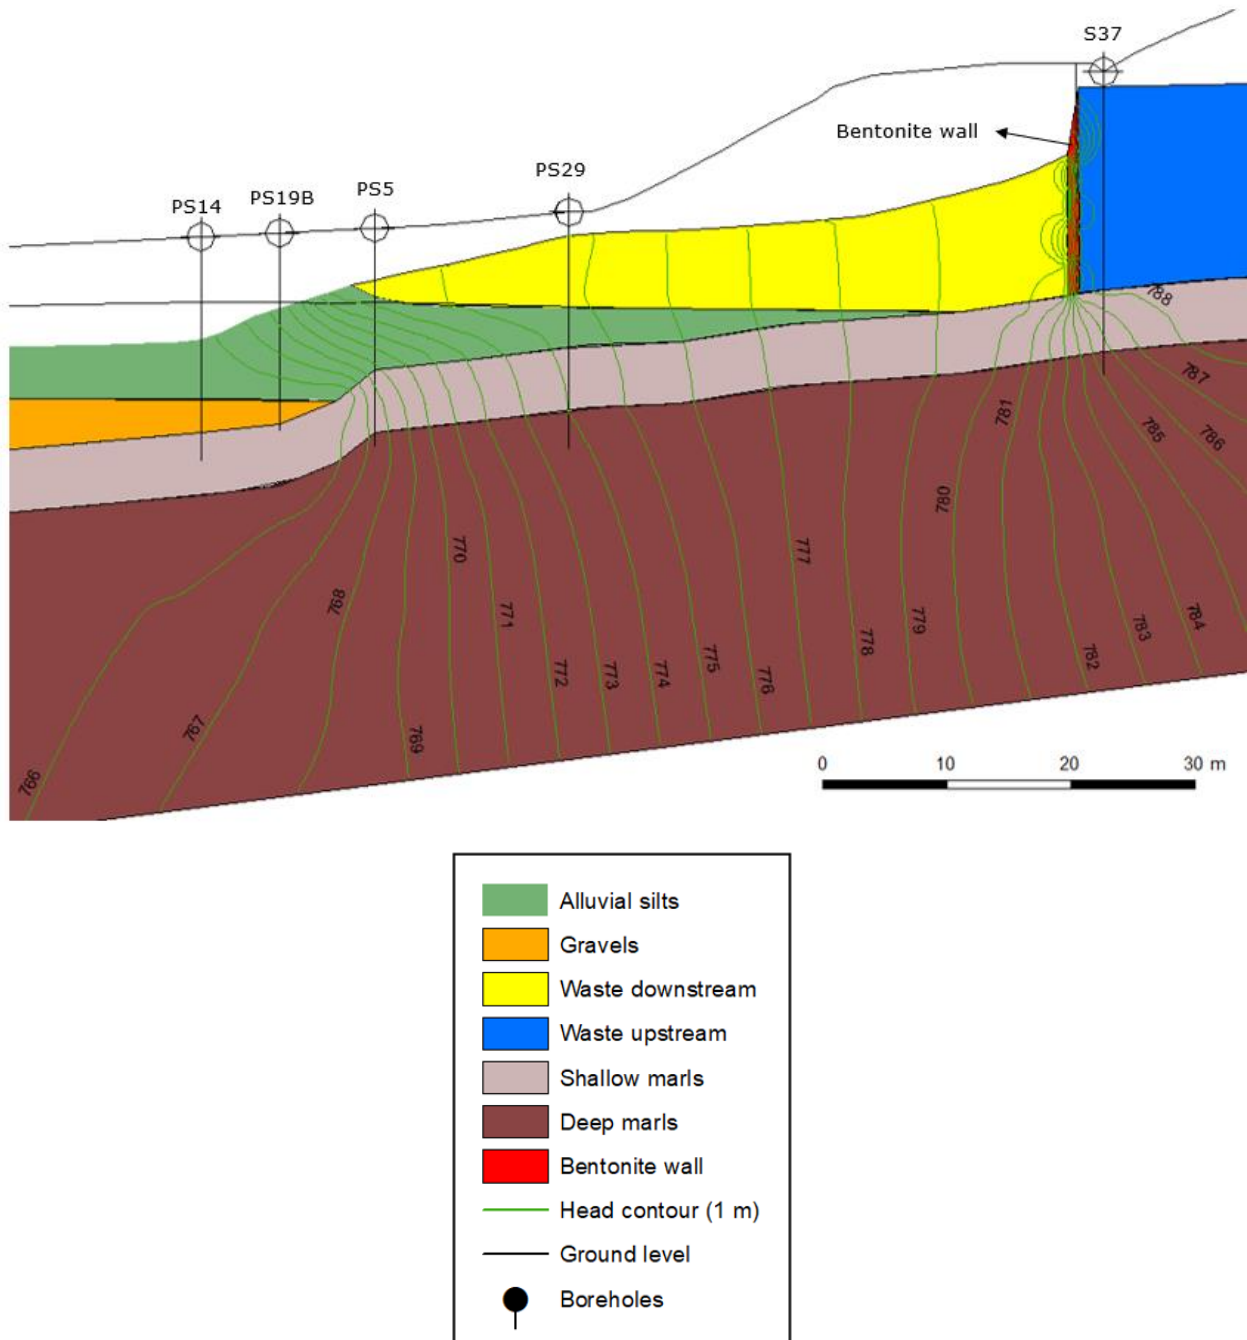 S37
Bentonite wall
PS29
PS5
PS19B
PS14
788
787
786
785
784
783
782
781
780
779
778
777
776
775
774
773
772
771
770
769
768
767
766
0 10 20 30 m
Alluvial silts
Gravels
Waste downstream
Waste upstream
Shallow marls
Deep marls
Bentonite wall
Head contour (1 m)
Ground level
Boreholes